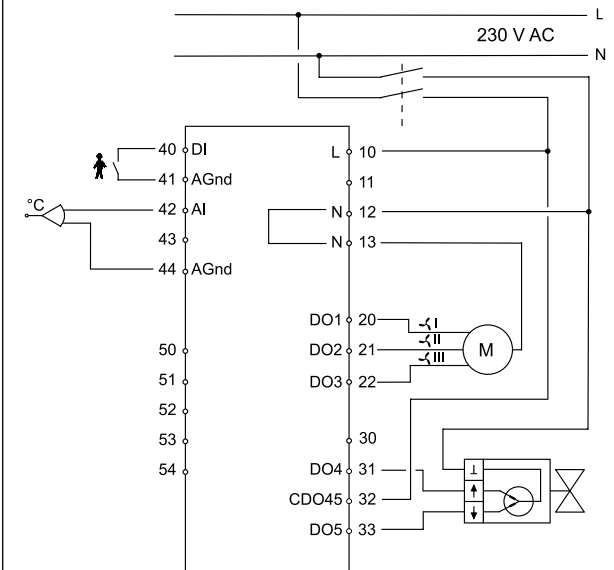 L
230 V AC
N
40 DI
L 10
41 AGnd
11
°C
42 AI
N 12
43
N 13
44 AGnd
DO1 20 I
50
DO2 21 II M
51
DO3 22 III
52
53
30
54
DO4 31 ⊥
CDO45 32 ↑
DO5 33 ↓